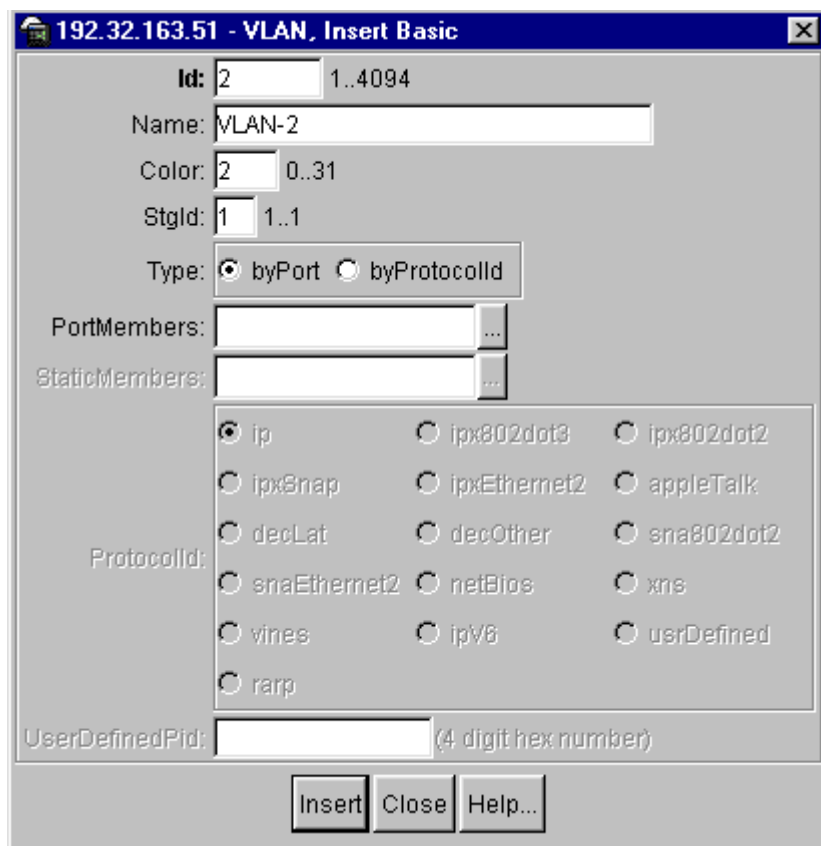 192.32.163.51 - VLAN, Insert Basic
Id: 2 1..4094
Name: VLAN-2
Color: 2 0..31
StgId: 1 1..1
Type: byPort byProtocolId
PortMembers: ...
StaticMembers: ...
ProtocolId:
ip ipx802dot3 ipx802dot2
ipxSnap ipxEthernet2 appleTalk
decLat decOther sna802dot2
snaEthernet2 netBios xns
vines ipV6 usrDefined
rarp
UserDefinedPid: (4 digit hex number)
Insert Close Help...